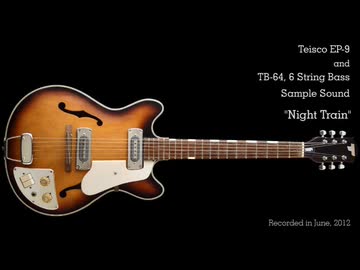 Teisco EP-9
and
TB-64, 6 String Bass
Sample Sound
"Night Train"
Recorded in June, 2012